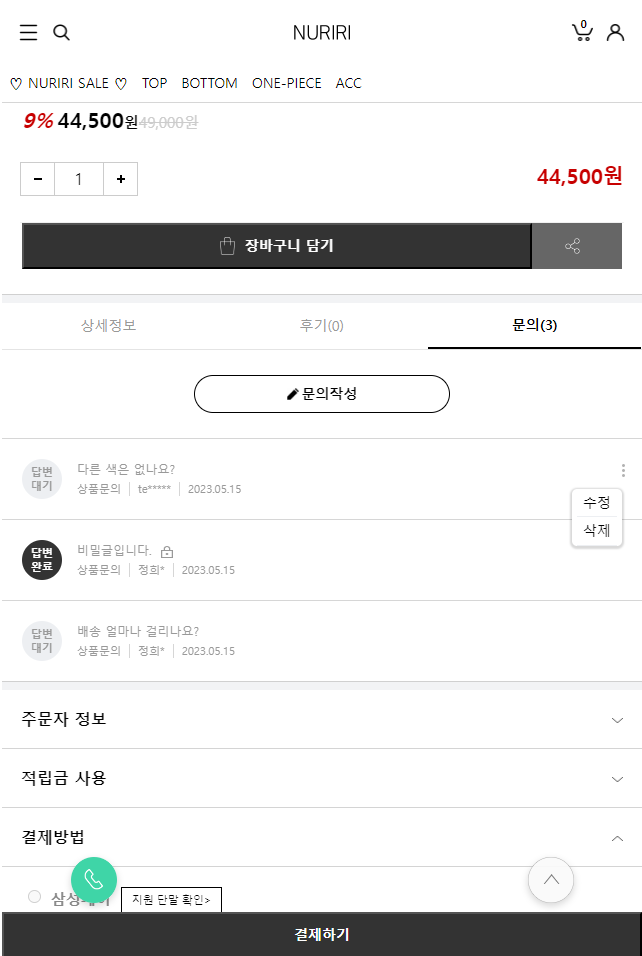 NURIRI
0
♡ NURIRI SALE ♡ TOP BOTTOM ONE-PIECE ACC
9% 44,500원49,000원
- 1 + 44,500원
장바구니 담기
상세정보 후기(0) 문의(3)
문의작성
답변
대기
다른 색은 없나요?
상품문의 te***** 2023.05.15
수정
삭제
답변
완료
비밀글입니다.
상품문의 정희* 2023.05.15
답변
대기
배송 얼마나 걸리나요?
상품문의 정희* 2023.05.15
주문자 정보
적립금 사용
결제방법
지원 단말 확인>
결제하기